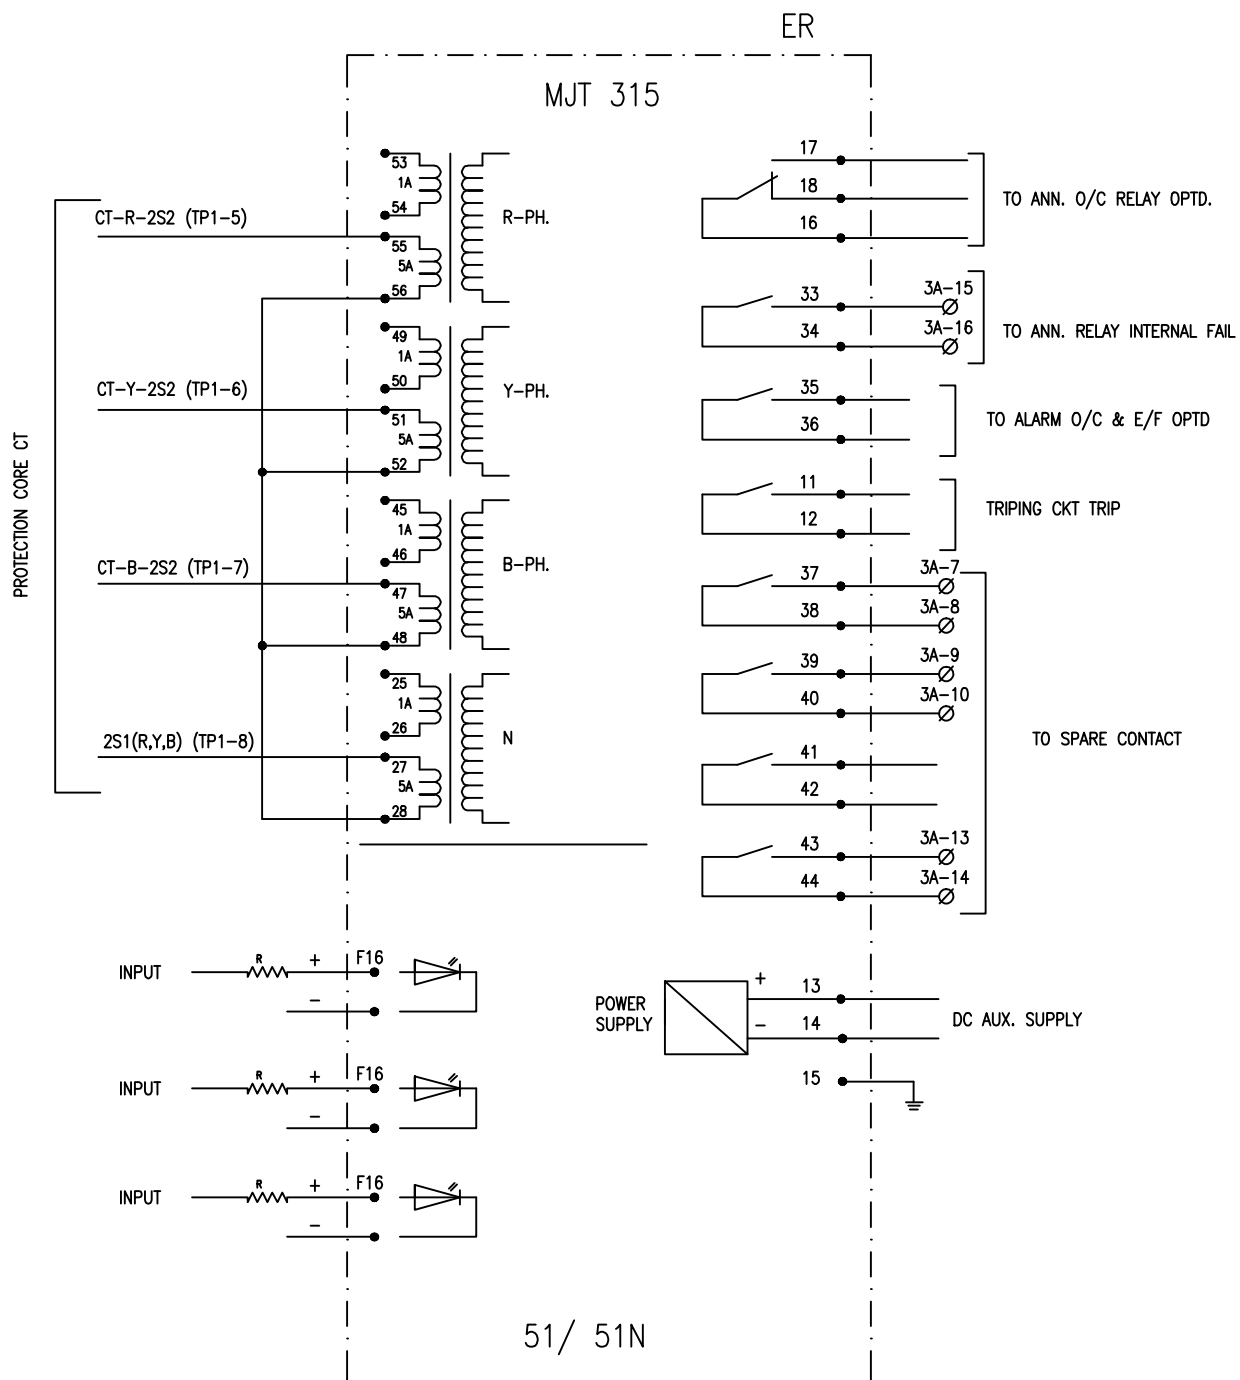 ER
MJT 315
PROTECTION CORE CT
CT-R-2S2 (TP1-5)
53
1A
54
55
5A
56
R-PH.
CT-Y-2S2 (TP1-6)
49
1A
50
51
5A
52
Y-PH.
CT-B-2S2 (TP1-7)
45
1A
46
47
5A
48
B-PH.
2S1(R,Y,B) (TP1-8)
25
1A
26
27
5A
28
N
17
18
16
TO ANN. O/C RELAY OPTD.
33 3A-15
34 3A-16
TO ANN. RELAY INTERNAL FAIL
35
36
TO ALARM O/C & E/F OPTD
11
12
TRIPING CKT TRIP
37 3A-7
38 3A-8
39 3A-9
40 3A-10
41
42
43 3A-13
44 3A-14
TO SPARE CONTACT
INPUT R + F16
-
INPUT R + F16
-
INPUT R + F16
-
POWER
SUPPLY
+ 13
- 14
DC AUX. SUPPLY
15
51/ 51N